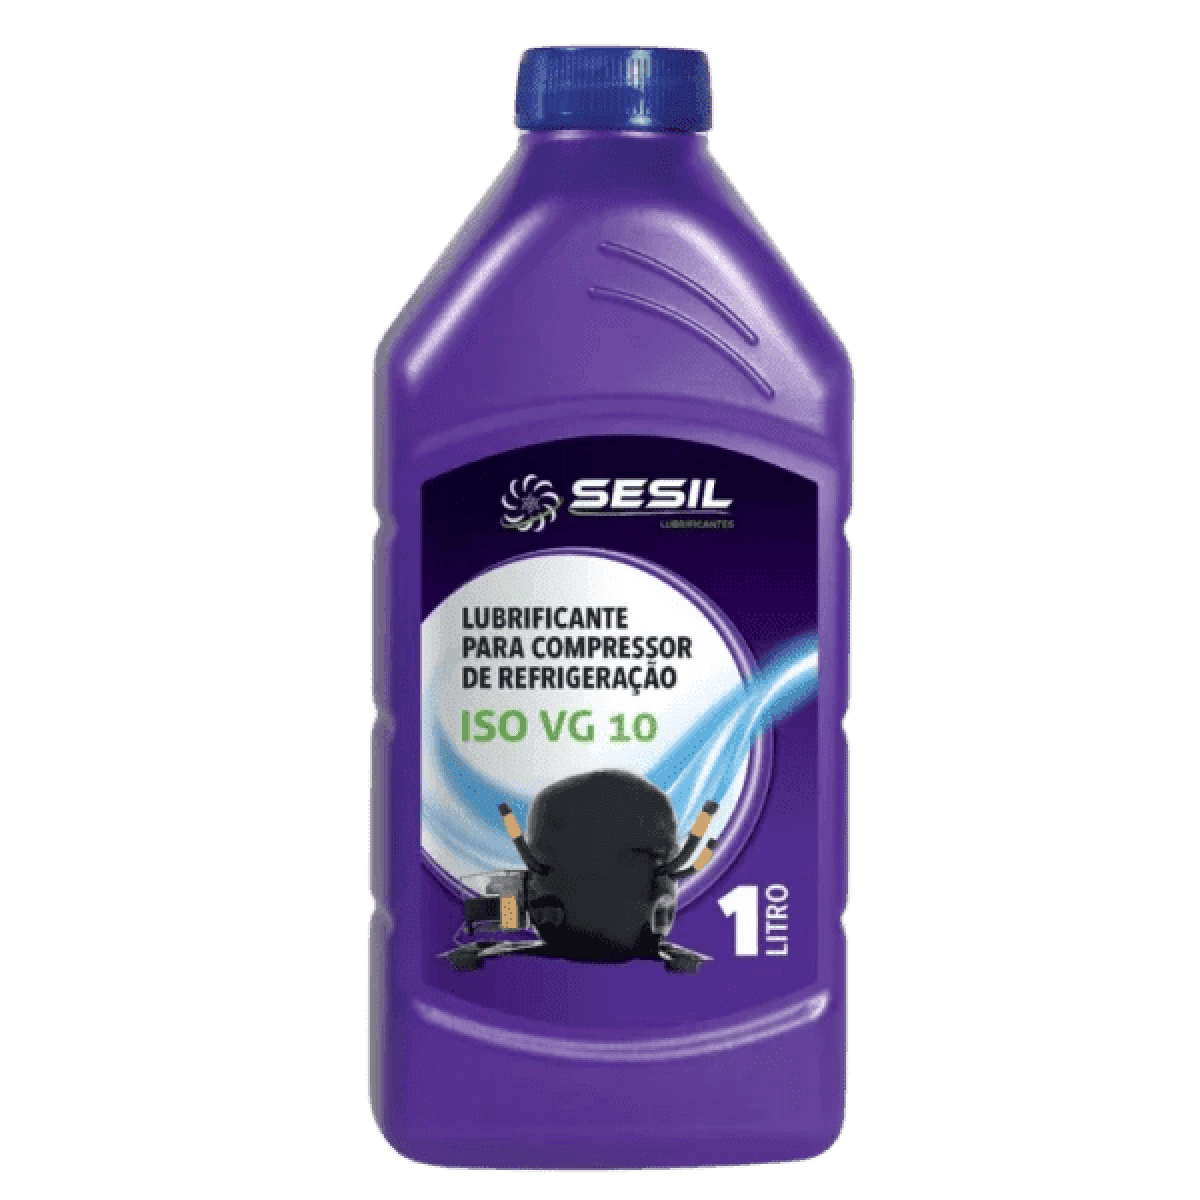 SESIL
LUBRIFICANTES
LUBRIFICANTE
PARA COMPRESSOR
DE REFRIGERAÇÃO
ISO VG 10
1 LITRO